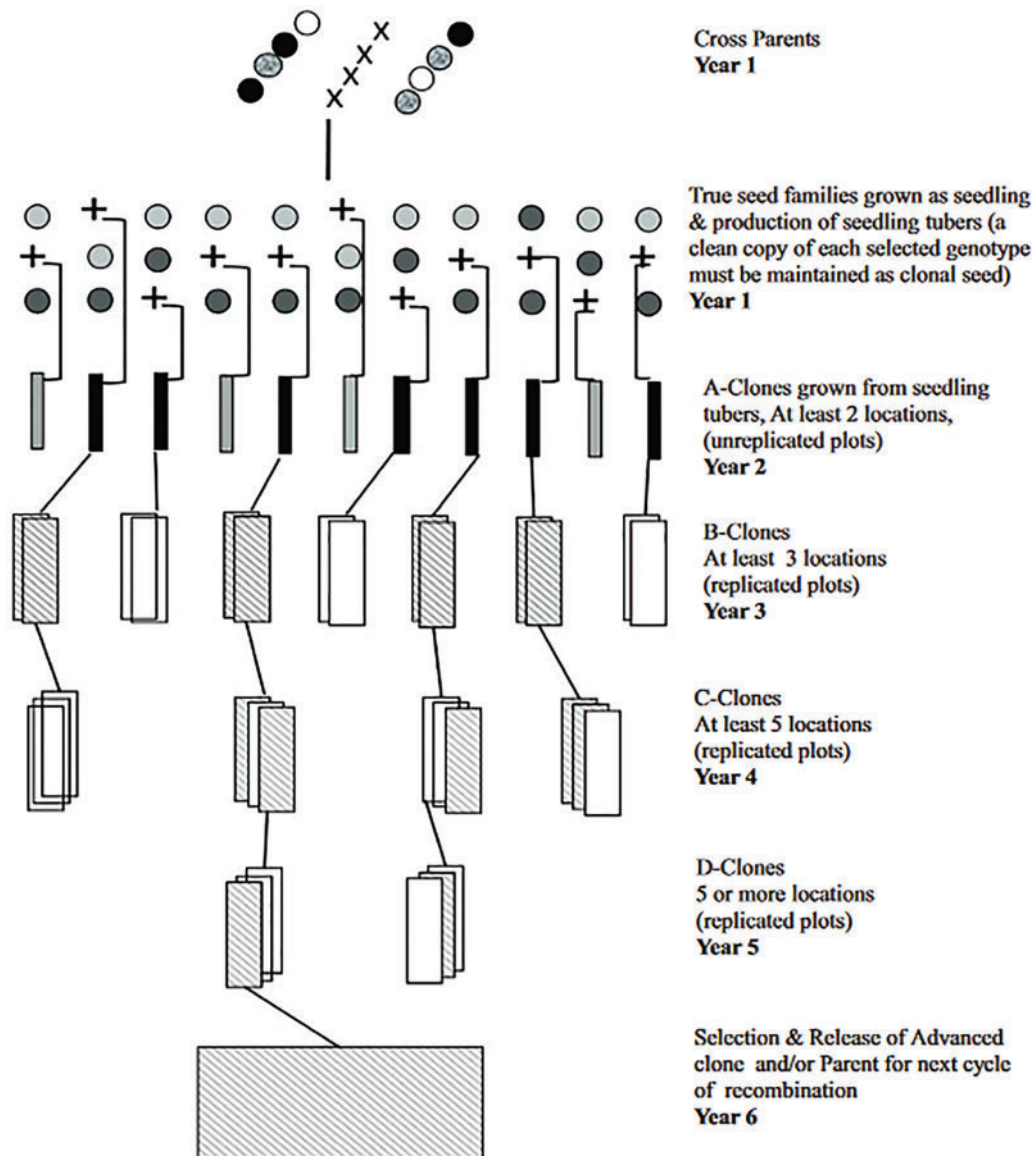 Cross Parents
Year 1
True seed families grown as seedling
& production of seedling tubers (a
clean copy of each selected genotype
must be maintained as clonal seed)
Year 1
A-Clones grown from seedling
tubers, At least 2 locations,
(unreplicated plots)
Year 2
B-Clones
At least 3 locations
(replicated plots)
Year 3
C-Clones
At least 5 locations
(replicated plots)
Year 4
D-Clones
5 or more locations
(replicated plots)
Year 5
Selection & Release of Advanced
clone and/or Parent for next cycle
of recombination
Year 6